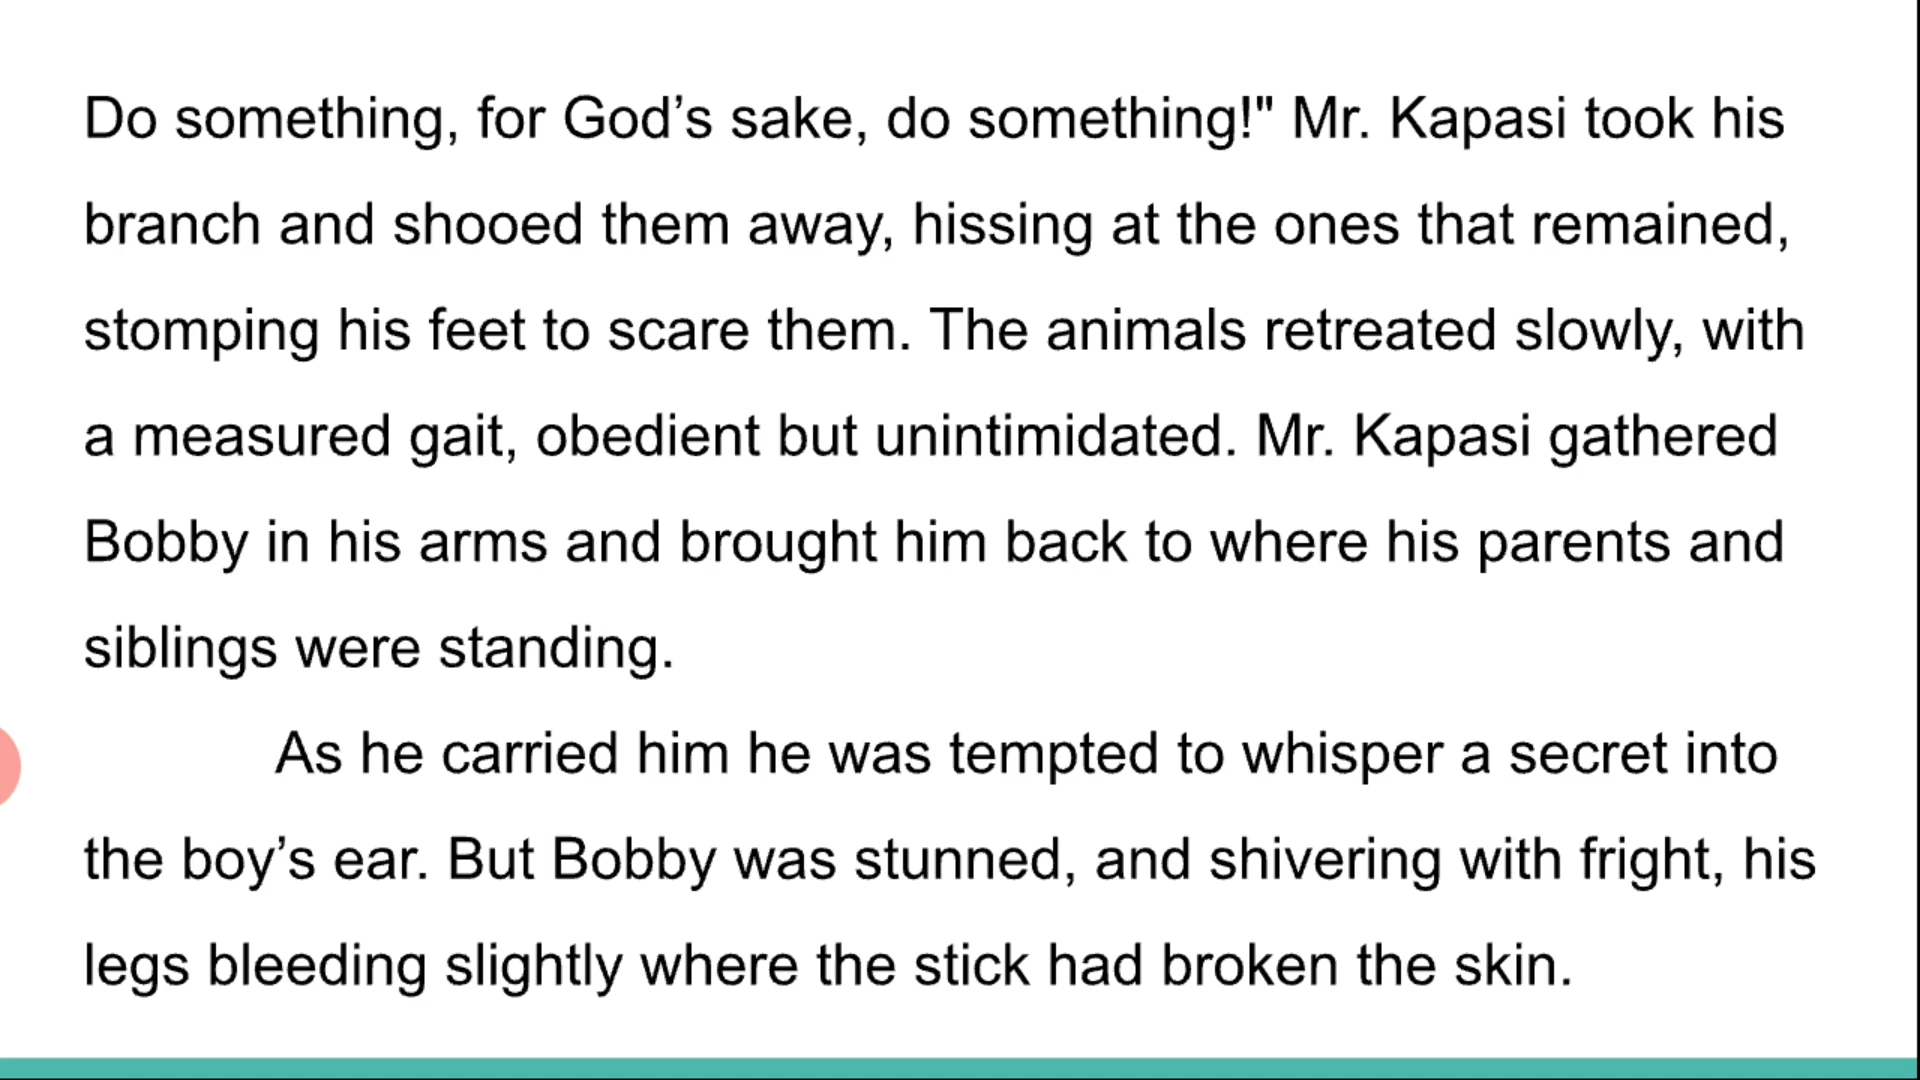 Do something, for God’s sake, do something!" Mr. Kapasi took his
branch and shooed them away, hissing at the ones that remained,
stomping his feet to scare them. The animals retreated slowly, with
a measured gait, obedient but unintimidated. Mr. Kapasi gathered
Bobby in his arms and brought him back to where his parents and
siblings were standing.
As he carried him he was tempted to whisper a secret into
the boy’s ear. But Bobby was stunned, and shivering with fright, his
legs bleeding slightly where the stick had broken the skin.